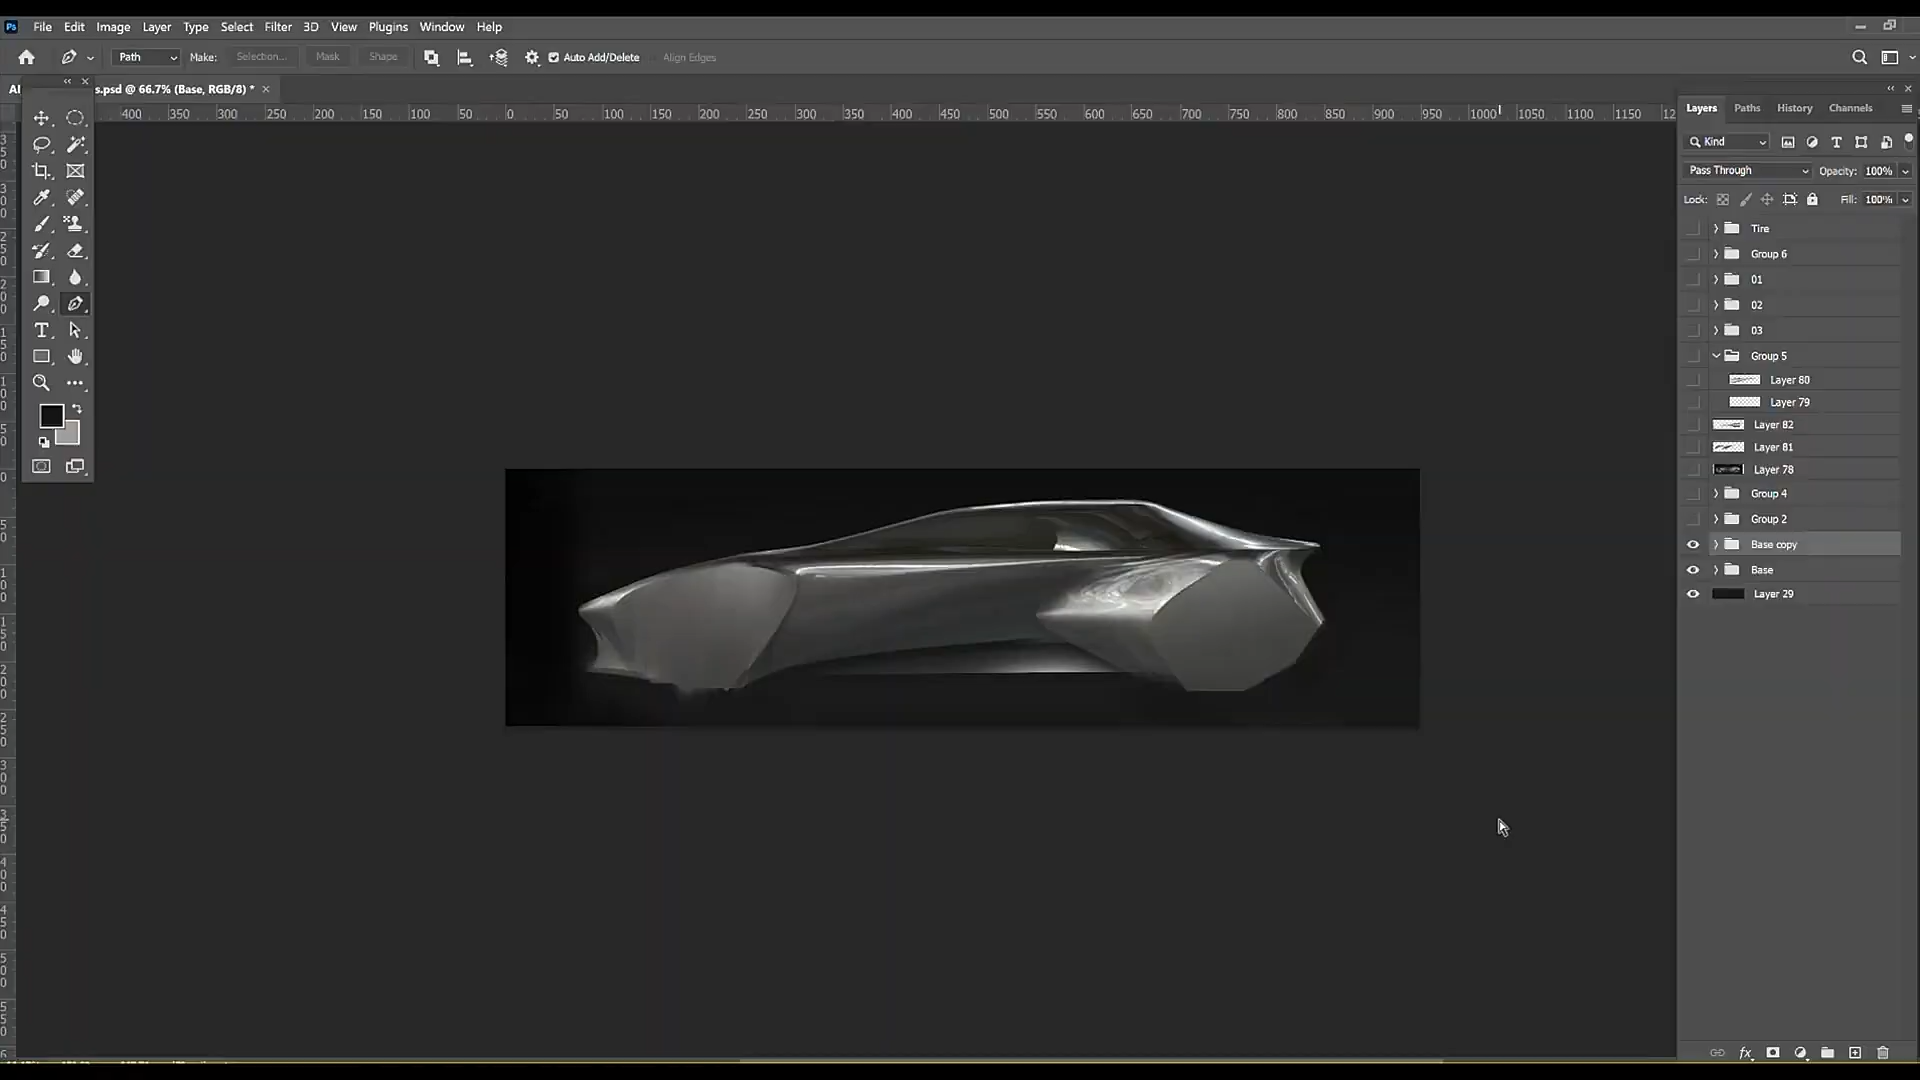 Ps File Edit Image Layer Type Select Filter 3D View Plugins Window Help
Path Make: Selection... Mask Shape Auto Add/Delete Align Edges
s.psd @ 66.7% (Base, RGB/8) *
400 350 300 250 200 150 100 50 0 50 100 150 200 250 300 350 400 450 500 550 600 650 700 750 800 850 900 950 1000 1050 1100 1150
Layers Paths History Channels
Kind
Pass Through Opacity: 100%
Lock: Fill: 100%
Tire
Group 6
01
02
03
Group 5
Layer 80
Layer 79
Layer 82
Layer 81
Layer 78
Group 4
Group 2
Base copy
Base
Layer 29